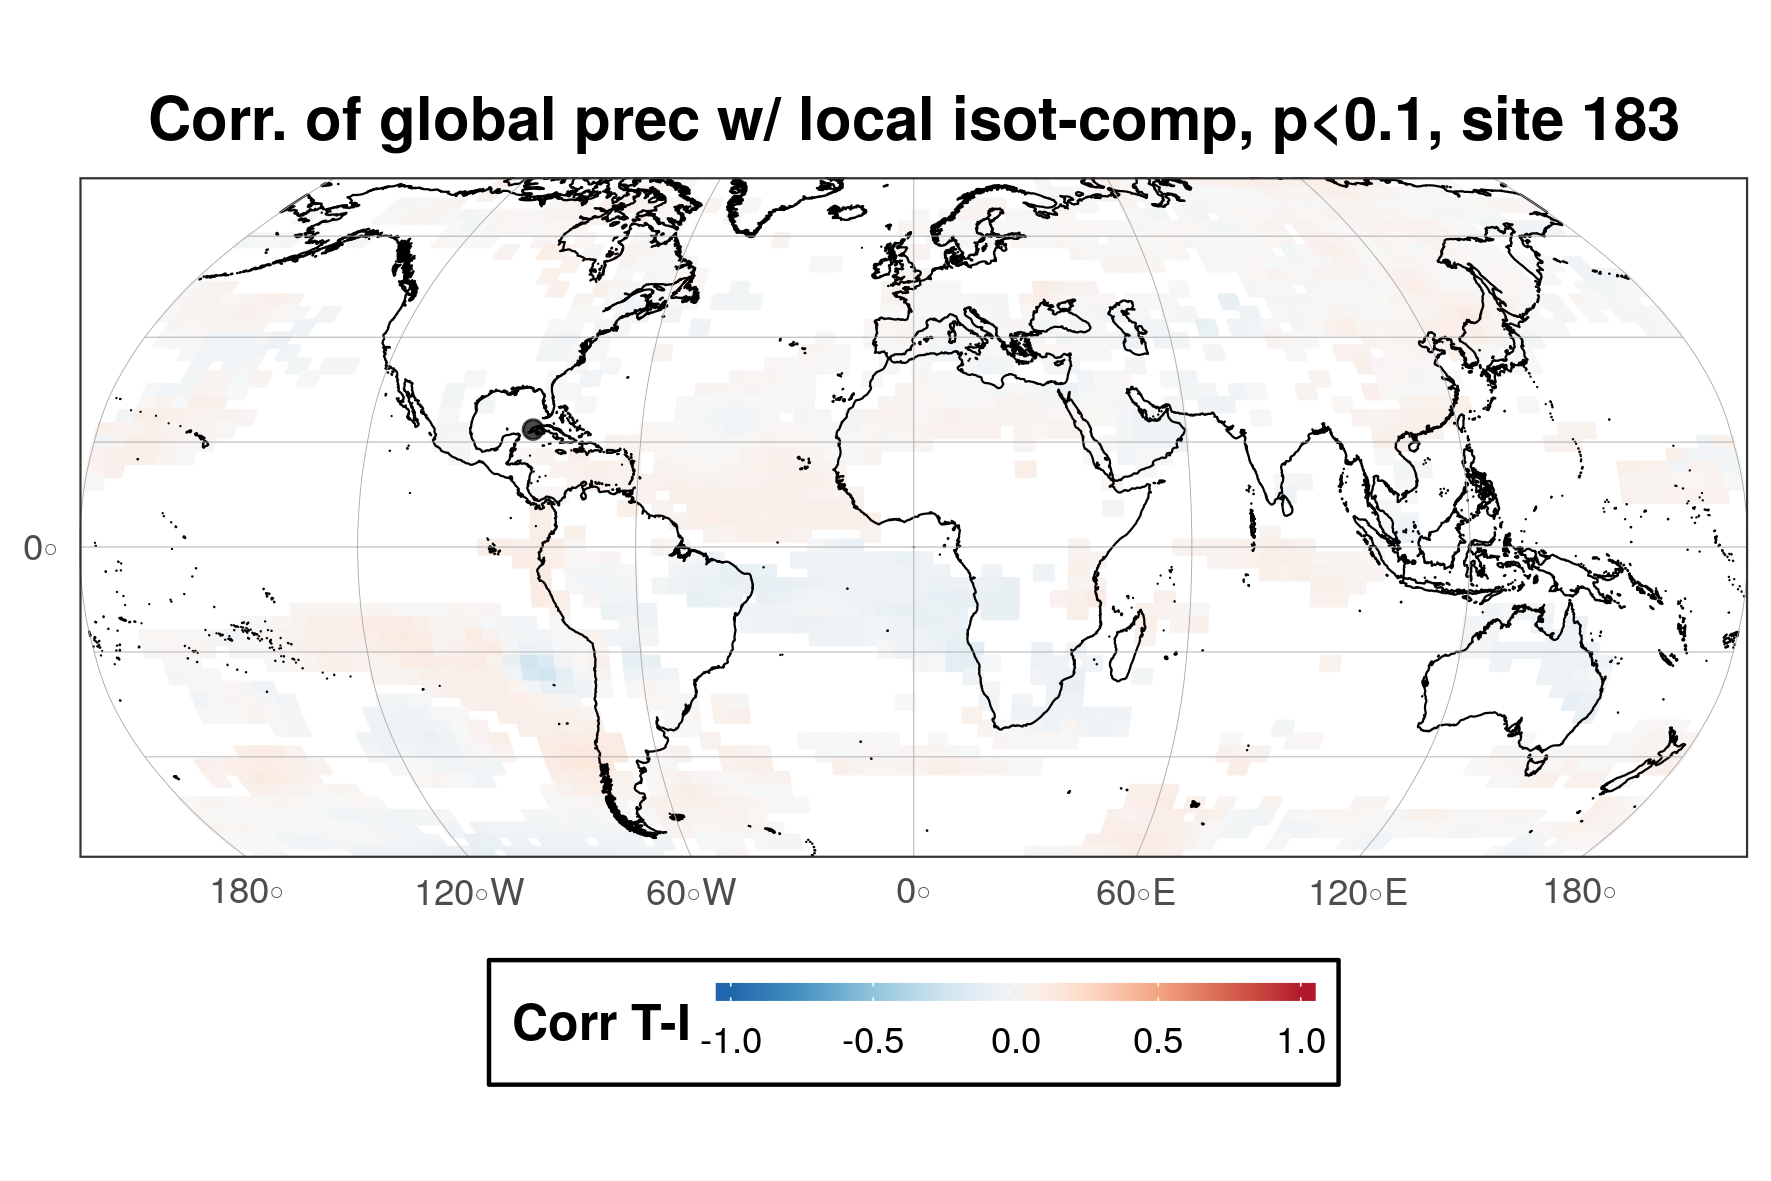 Corr. of global prec w/ local isot-comp, p<0.1, site 183
0°
180° 120°W 60°W 0° 60°E 120°E 180°
Corr T-I
-1.0 -0.5 0.0 0.5 1.0